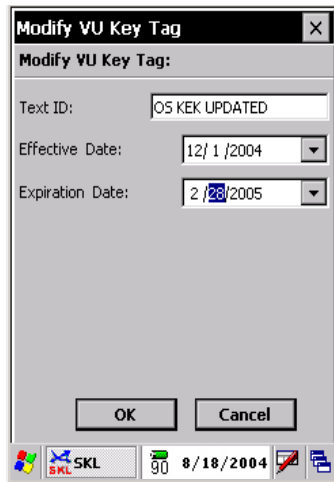 Modify VU Key Tag
Modify VU Key Tag:
Text ID: OS KEK UPDATED
Effective Date: 12/ 1 /2004
Expiration Date: 2 /28/2005
OK Cancel
SKL SKL 90 8/18/2004